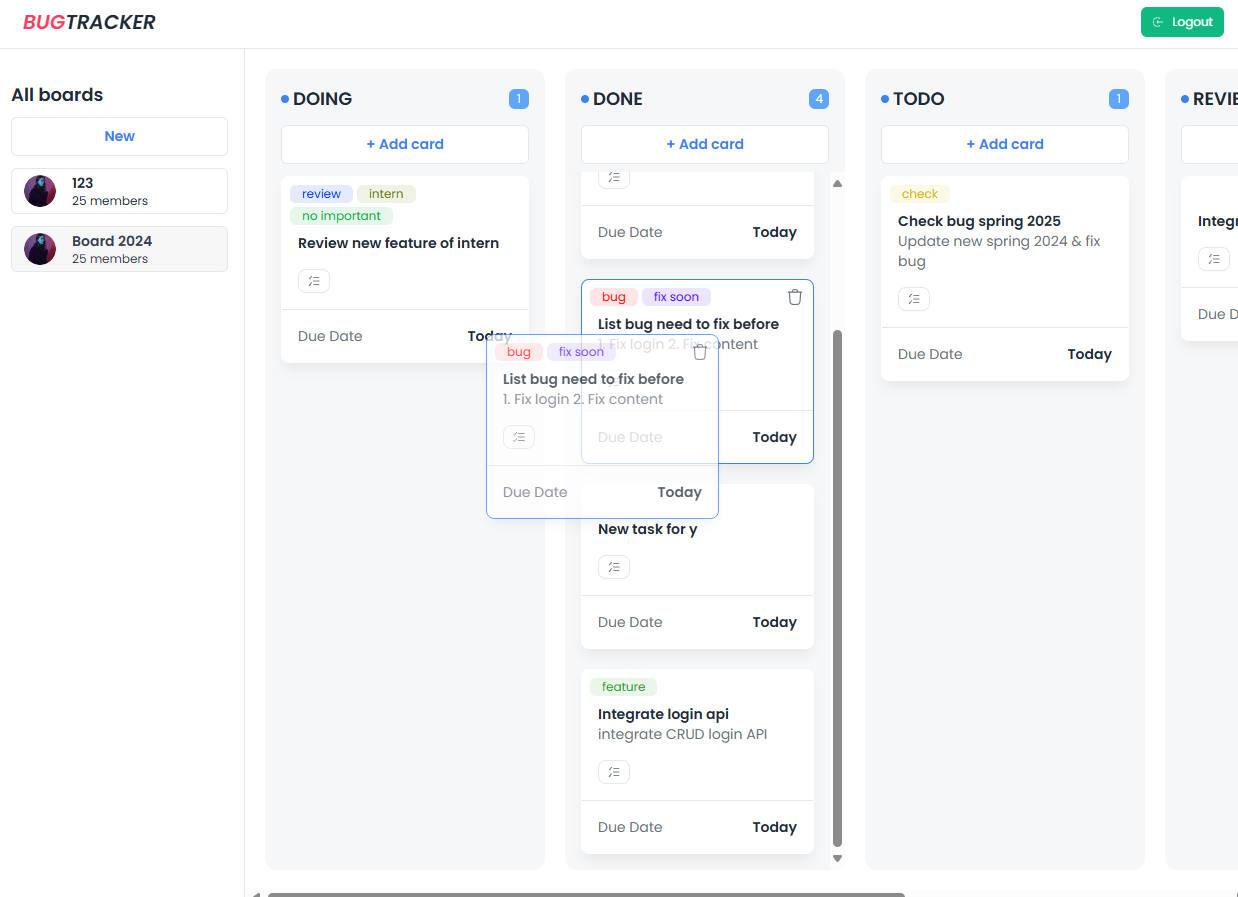 BUGTRACKER
Logout
All boards
New
123
25 members
Board 2024
25 members
DOING
1
+ Add card
review
intern
no important
Review new feature of intern
Due Date
Today
DONE
4
+ Add card
Due Date
Today
bug
fix soon
List bug need to fix before
1. Fix login 2. Fix content
Due Date
Today
bug
fix soon
List bug need to fix before
1. Fix login 2. Fix content
Due Date
Today
New task for y
Due Date
Today
feature
Integrate login api
integrate CRUD login API
Due Date
Today
TODO
1
+ Add card
check
Check bug spring 2025
Update new spring 2024 & fix
bug
Due Date
Today
REVIE
Integr
Due D